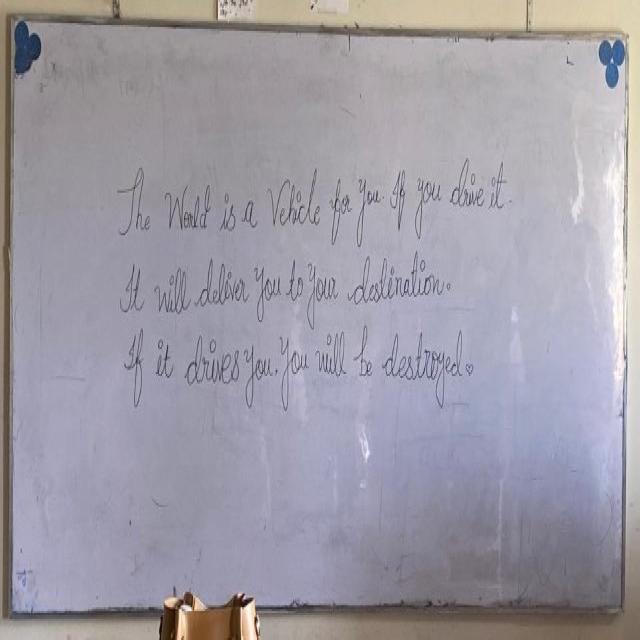 The World is a Vehicle for you. If you drive it.
It will deliver you to your destination.
If it drives you. You will be destroyed.